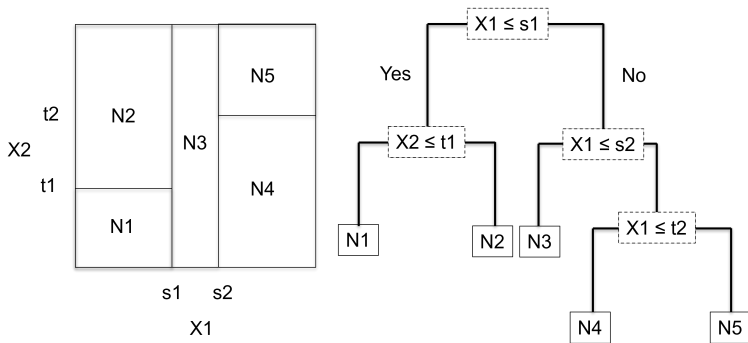 N2
N5
N3
N4
N1
t2
X2
t1
s1
s2
X1
X1 ≤ s1
Yes
No
X2 ≤ t1
X1 ≤ s2
N1
N2
N3
X1 ≤ t2
N4
N5